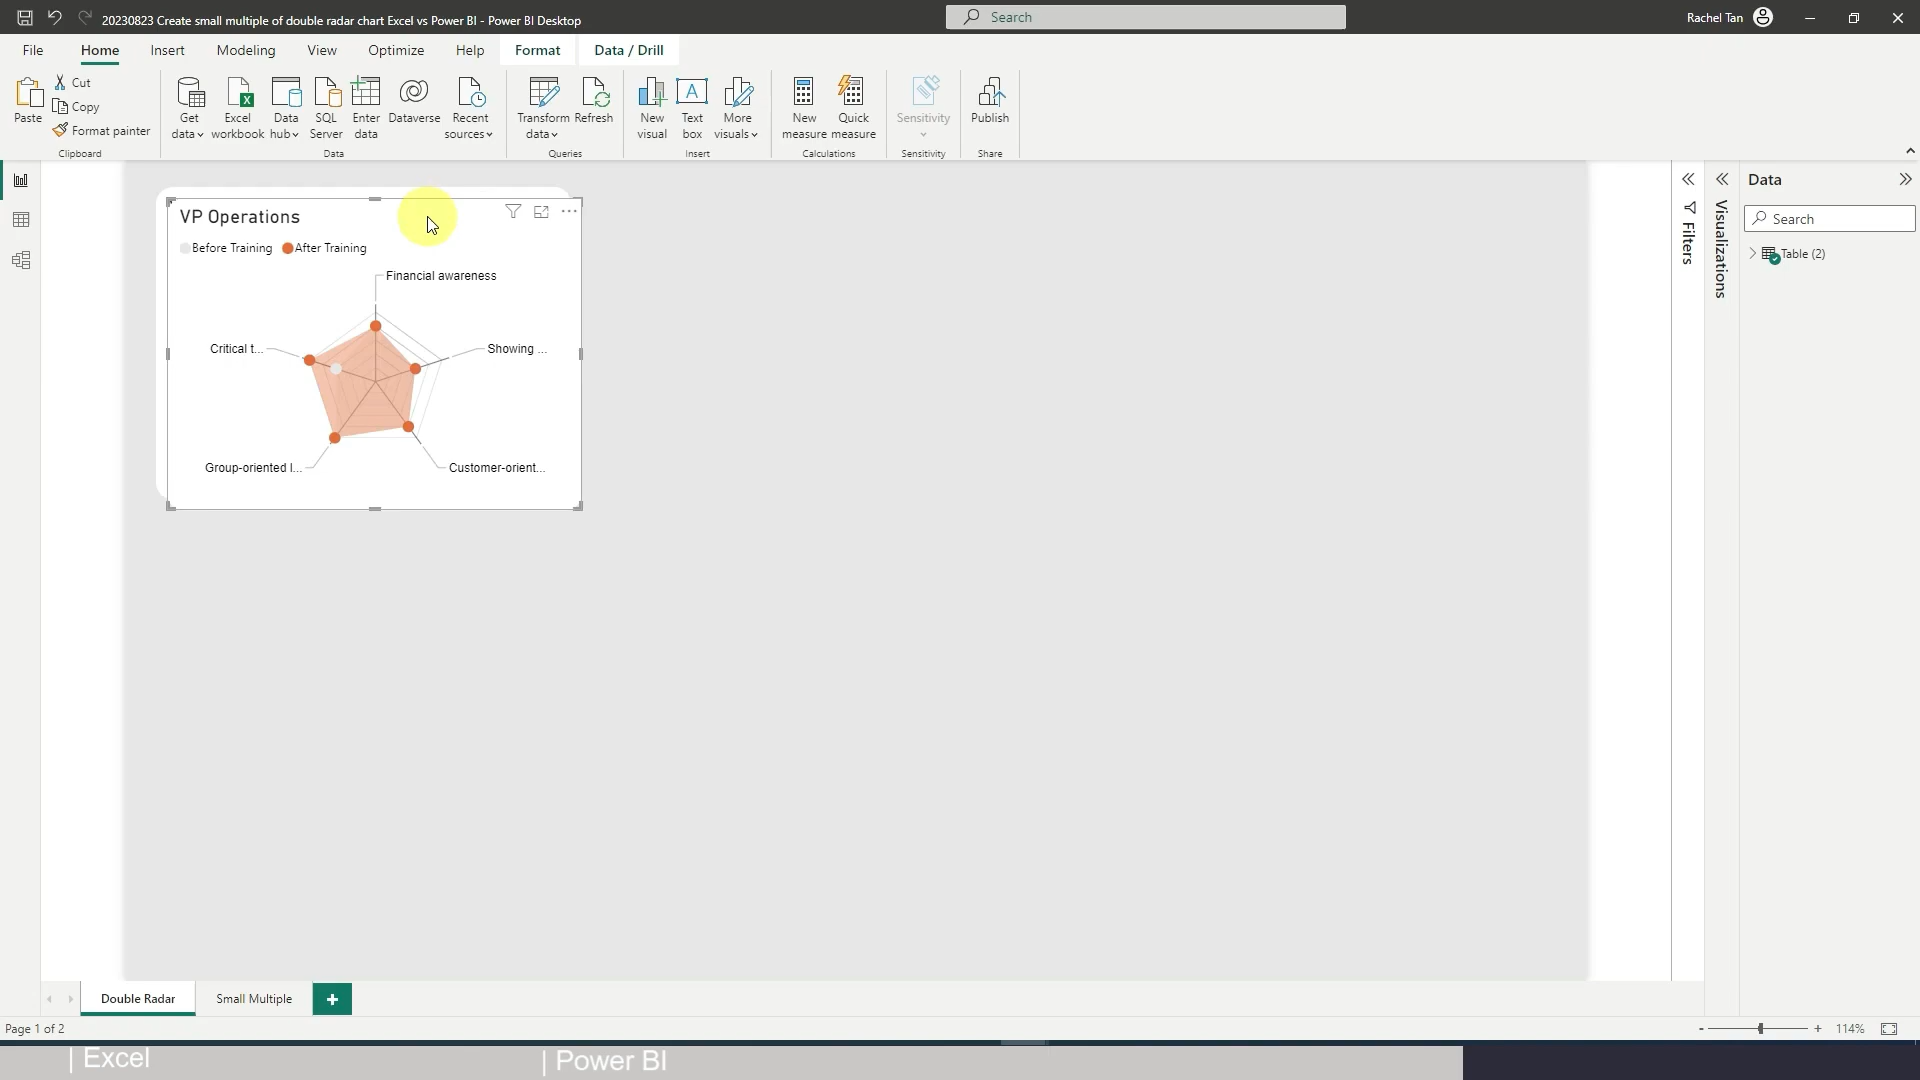 20230823 Create small multiple of double radar chart Excel vs Power BI - Power BI Desktop
Search
Rachel Tan
File
Home
Insert
Modeling
View
Optimize
Help
Format
Data / Drill
Paste
Cut
Copy
Format painter
Get data
Excel workbook
Data hub
SQL Server
Enter data
Dataverse
Recent sources
Transform data
Refresh
New visual
Text box
More visuals
New measure
Quick measure
Sensitivity
Publish
Clipboard
Data
Queries
Insert
Calculations
Sensitivity
Share
VP Operations
Before Training
After Training
Financial awareness
Critical t...
Showing ...
Group-oriented l...
Customer-orient...
Filters
Visualizations
Data
Search
Table (2)
Double Radar
Small Multiple
+
Page 1 of 2
- + 114%
| Excel
| Power BI